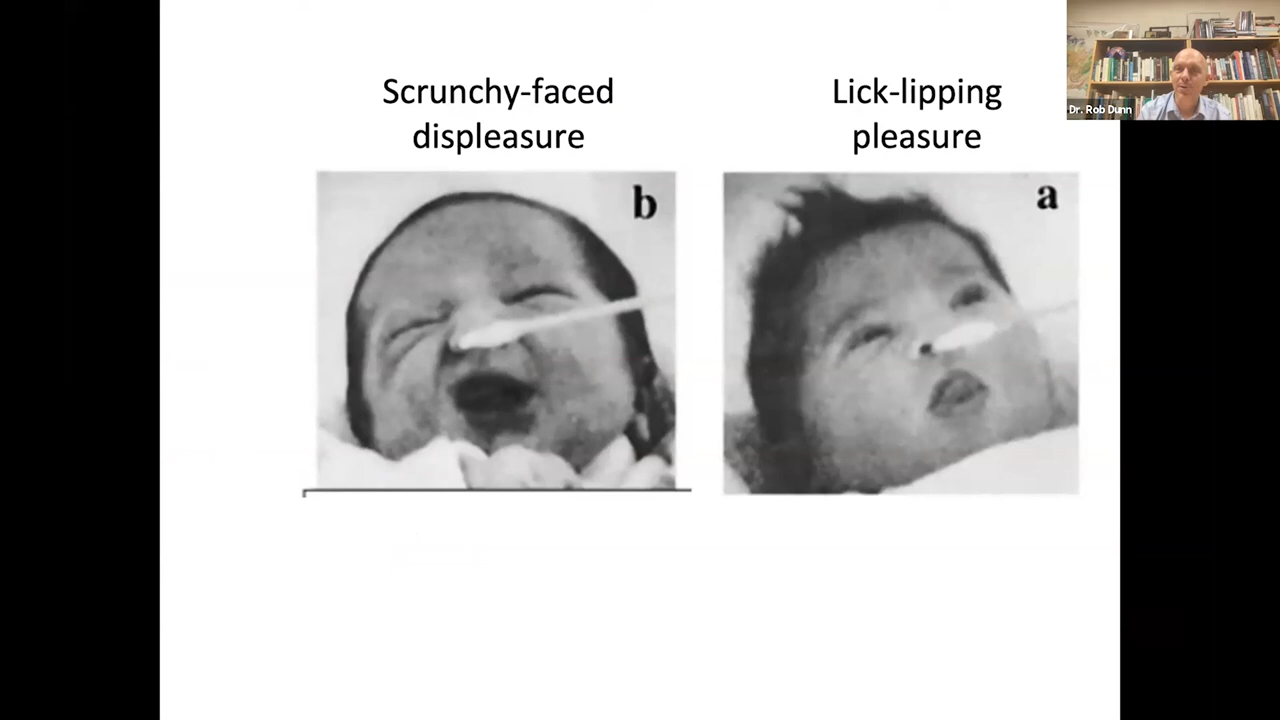 Scrunchy-faced
displeasure
Lick-lipping
pleasure
b
a
Dr. Rob Dunn